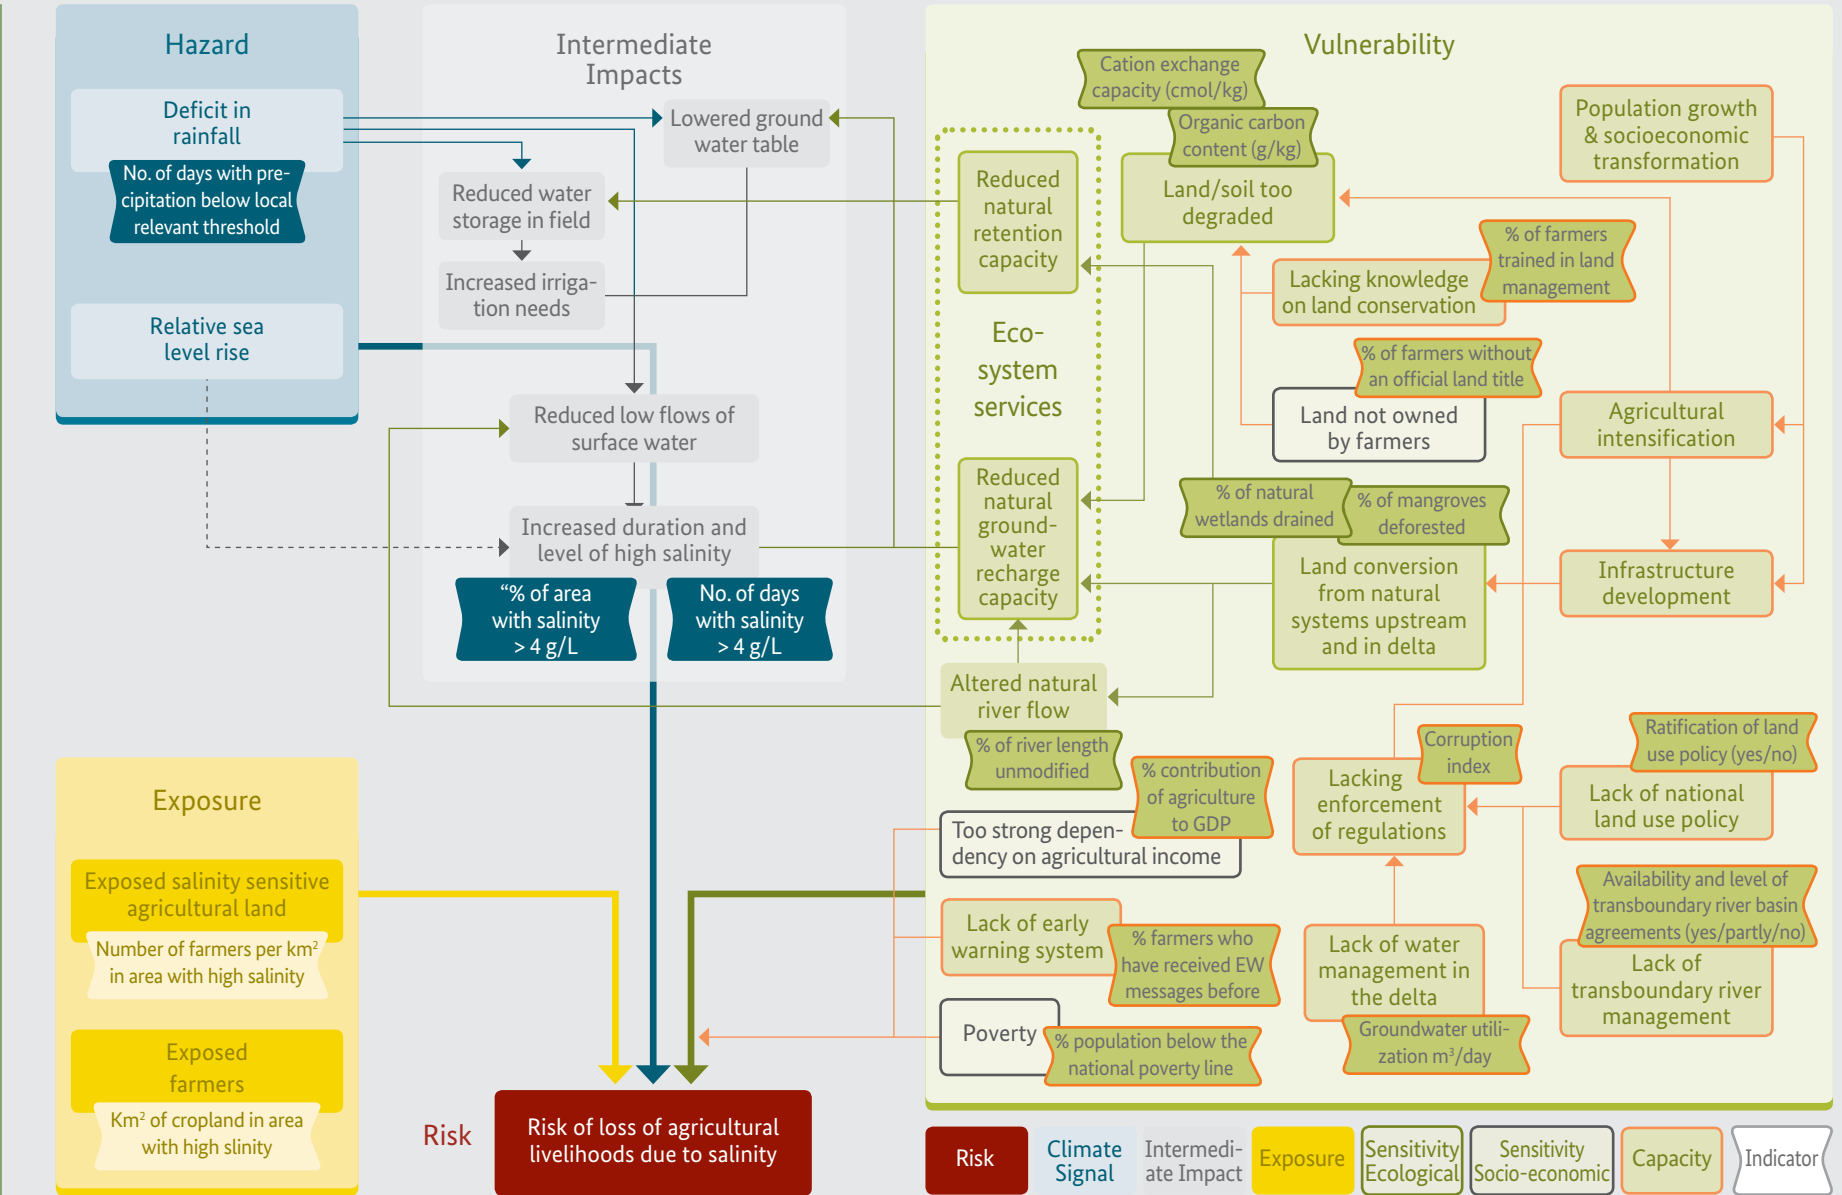 Hazard
Deficit in
rainfall
No. of days with pre-
cipitation below local
relevant threshold
Relative sea
level rise
Intermediate
Impacts
Lowered ground
water table
Reduced water
storage in field
Increased irriga-
tion needs
Reduced low flows of
surface water
Increased duration and
level of high salinity
“% of area
with salinity
> 4 g/L
No. of days
with salinity
> 4 g/L
Vulnerability
Cation exchange
capacity (cmol/kg)
Organic carbon
content (g/kg)
Land/soil too
degraded
Population growth
& socioeconomic
transformation
Reduced
natural
retention
capacity
Eco-
system
services
Reduced
natural
ground-
water
recharge
capacity
% of farmers
trained in land
management
Lacking knowledge
on land conservation
% of farmers without
an official land title
Land not owned
by farmers
Agricultural
intensification
% of natural
wetlands drained
% of mangroves
deforested
Land conversion
from natural
systems upstream
and in delta
Infrastructure
development
Altered natural
river flow
% of river length
unmodified
% contribution
of agriculture
to GDP
Too strong depen-
dency on agricultural income
Lack of early
warning system
% farmers who
have received EW
messages before
Poverty
% population below the
national poverty line
Corruption
index
Lacking
enforcement
of regulations
Ratification of land
use policy (yes/no)
Lack of national
land use policy
Availability and level of
transboundary river basin
agreements (yes/partly/no)
Lack of
transboundary river
management
Lack of water
management in
the delta
Groundwater utili-
zation m³/day
Exposure
Exposed salinity sensitive
agricultural land
Number of farmers per km²
in area with high salinity
Exposed
farmers
Km² of cropland in area
with high slinity
Risk
Risk of loss of agricultural
livelihoods due to salinity
Risk
Climate
Signal
Intermedi-
ate Impact
Exposure
Sensitivity
Ecological
Sensitivity
Socio-economic
Capacity
Indicator